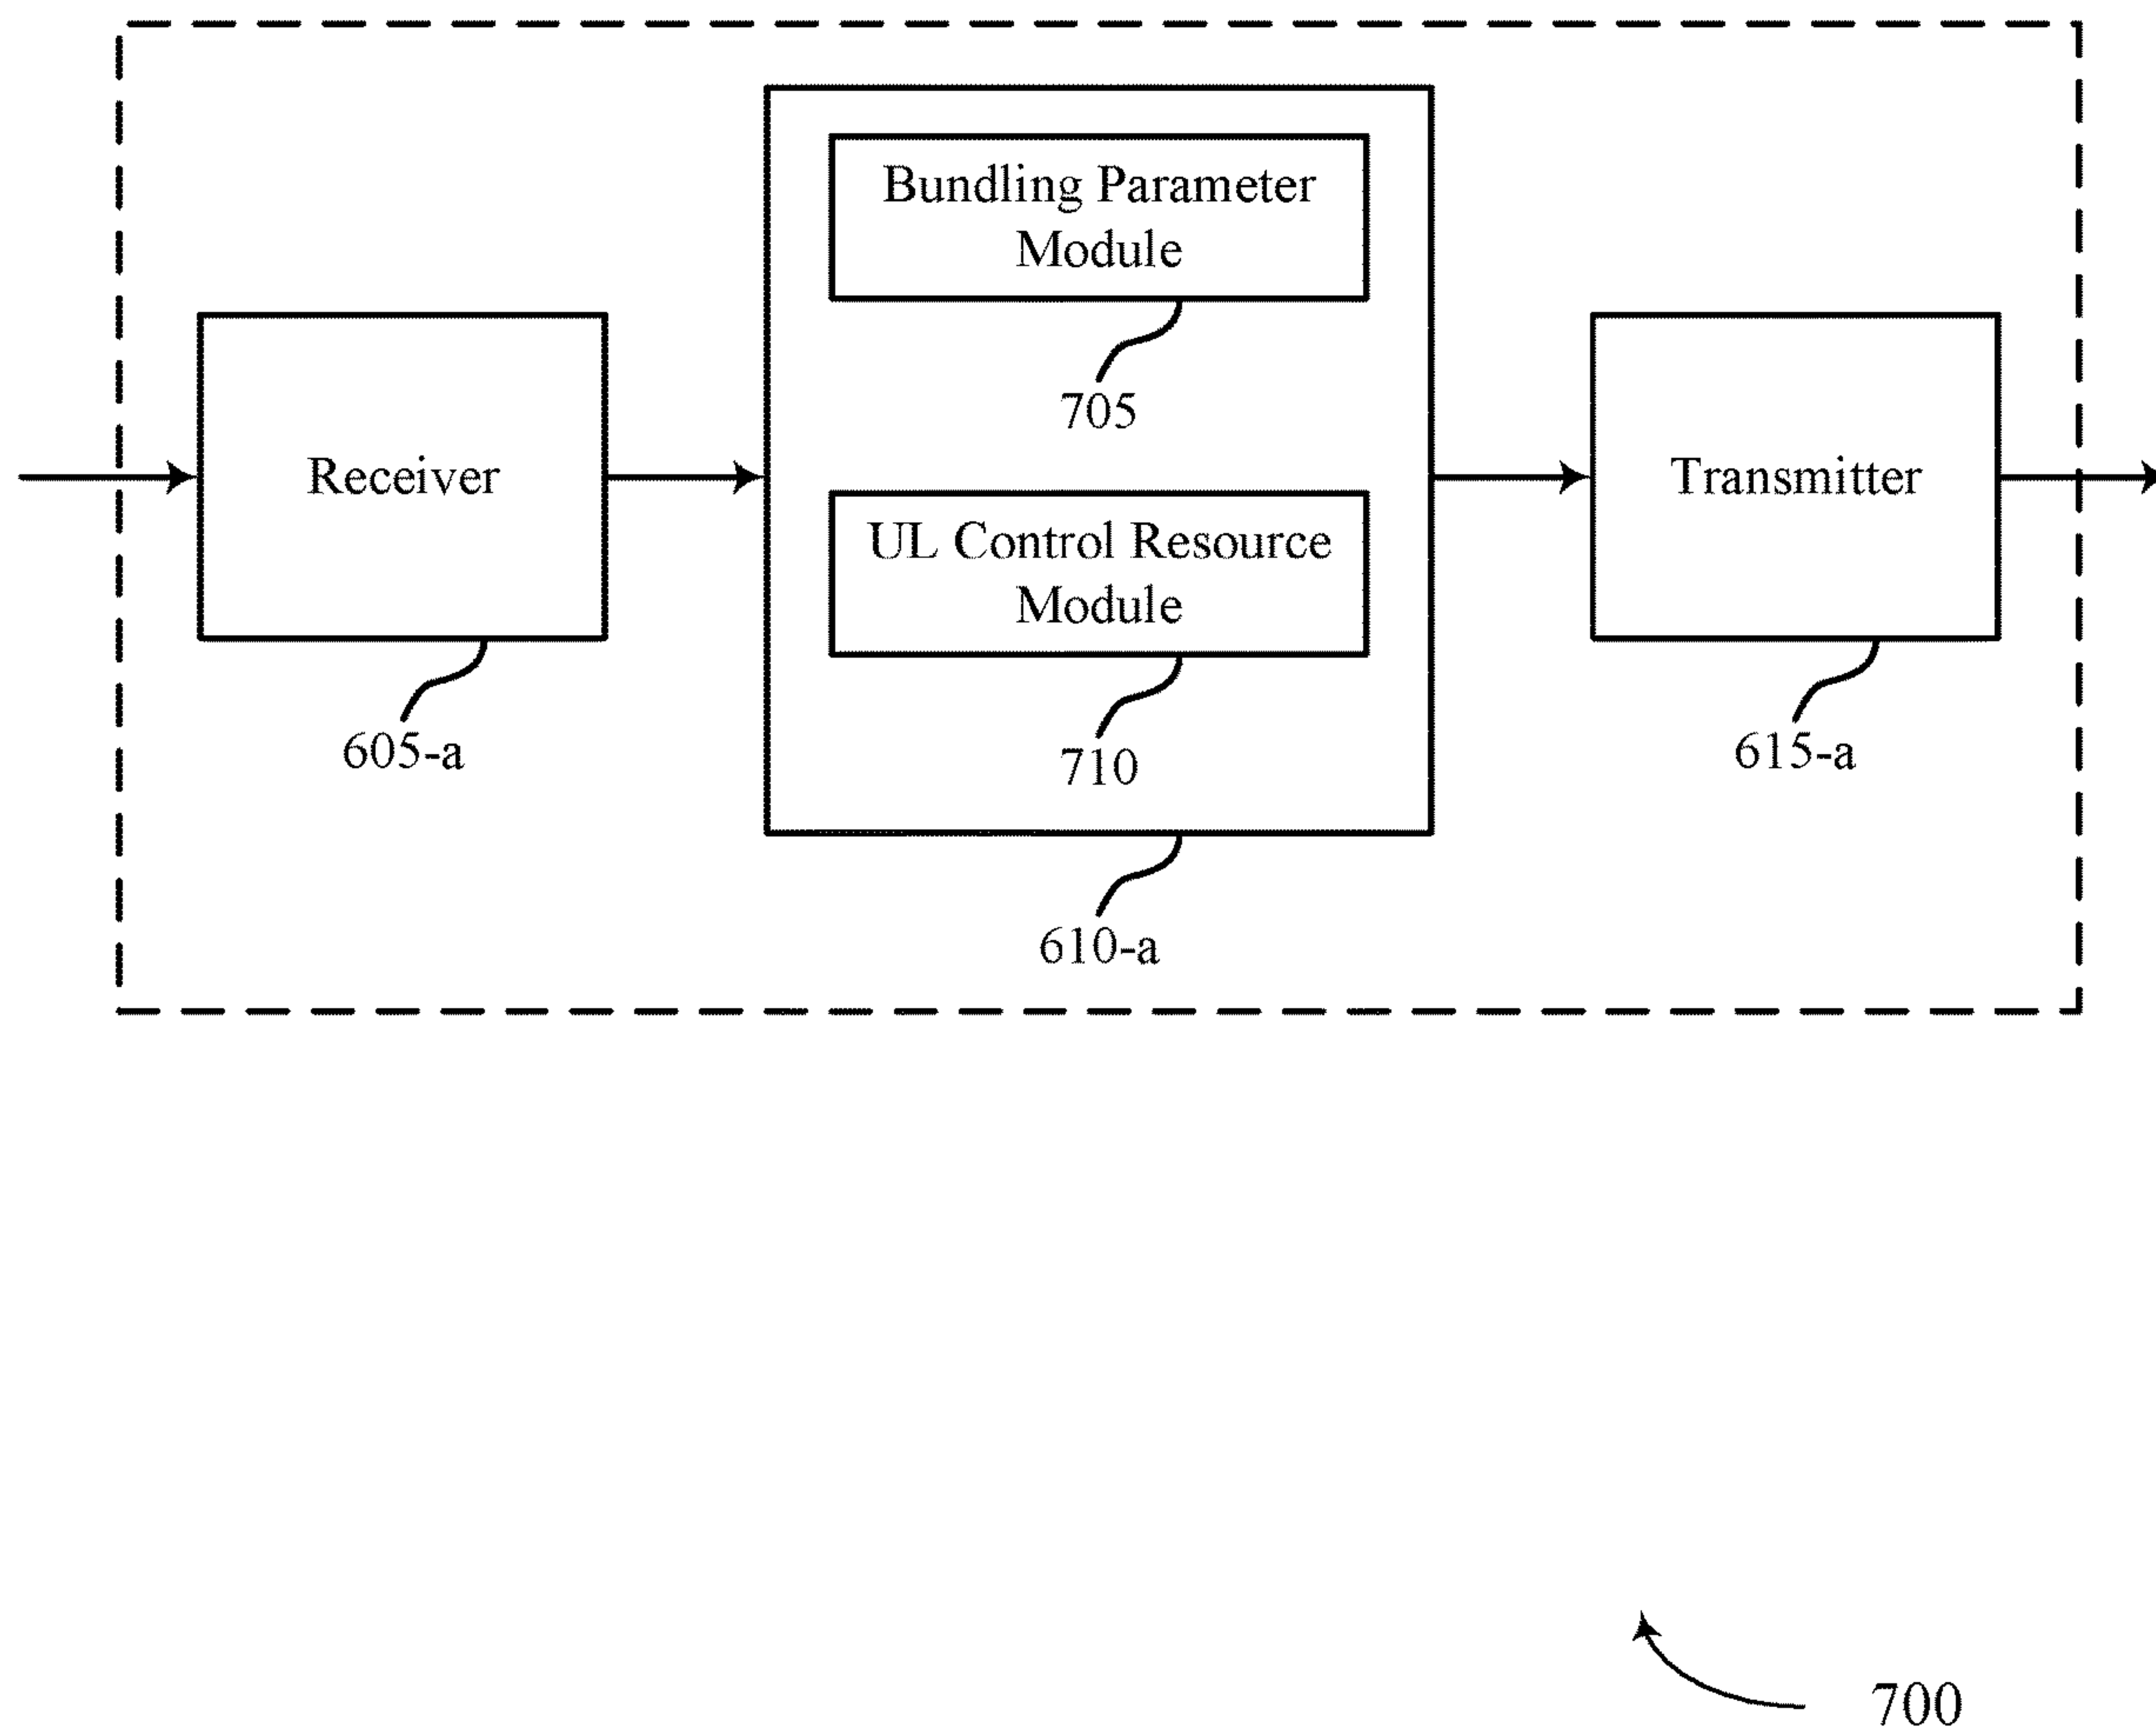 Bundling Parameter
Module
705
Receiver
605-a
UL Control Resource
Module
710
610-a
Transmitter
615-a
700